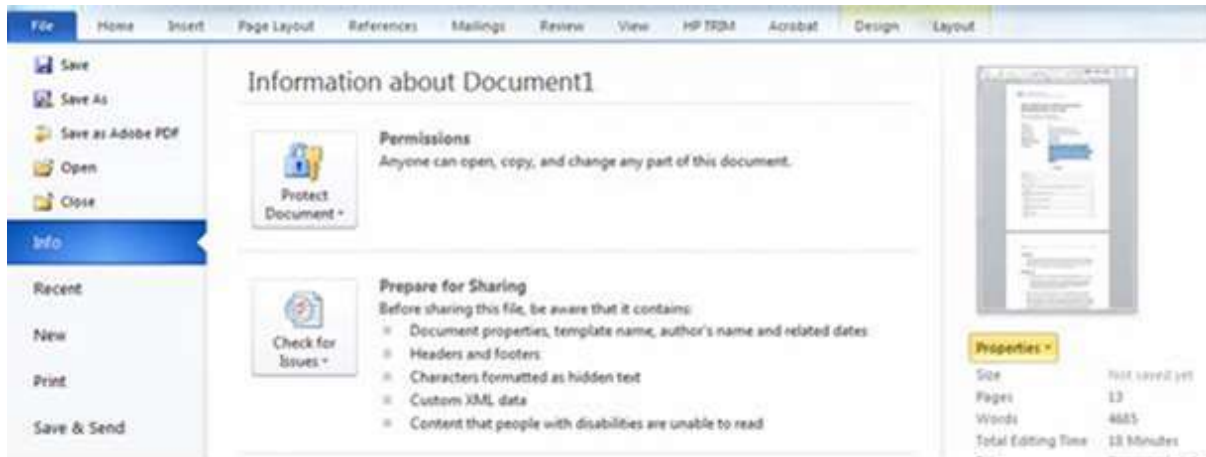 File Home Insert Page Layout References Mailings Review View HP TRIM Acrobat Design Layout
Save
Save As
Save as Adobe PDF
Open
Close
Info
Recent
New
Print
Save & Send
Information about Document1
Protect
Document
Permissions
Anyone can open, copy, and change any part of this document.
Check for
Issues
Prepare for Sharing
Before sharing this file, be aware that it contains:
Document properties, template name, author's name and related dates
Headers and footers
Characters formatted as hidden text
Custom XML data
Content that people with disabilities are unable to read
Properties
Size Not saved yet
Pages 13
Words 4685
Total Editing Time 18 Minutes